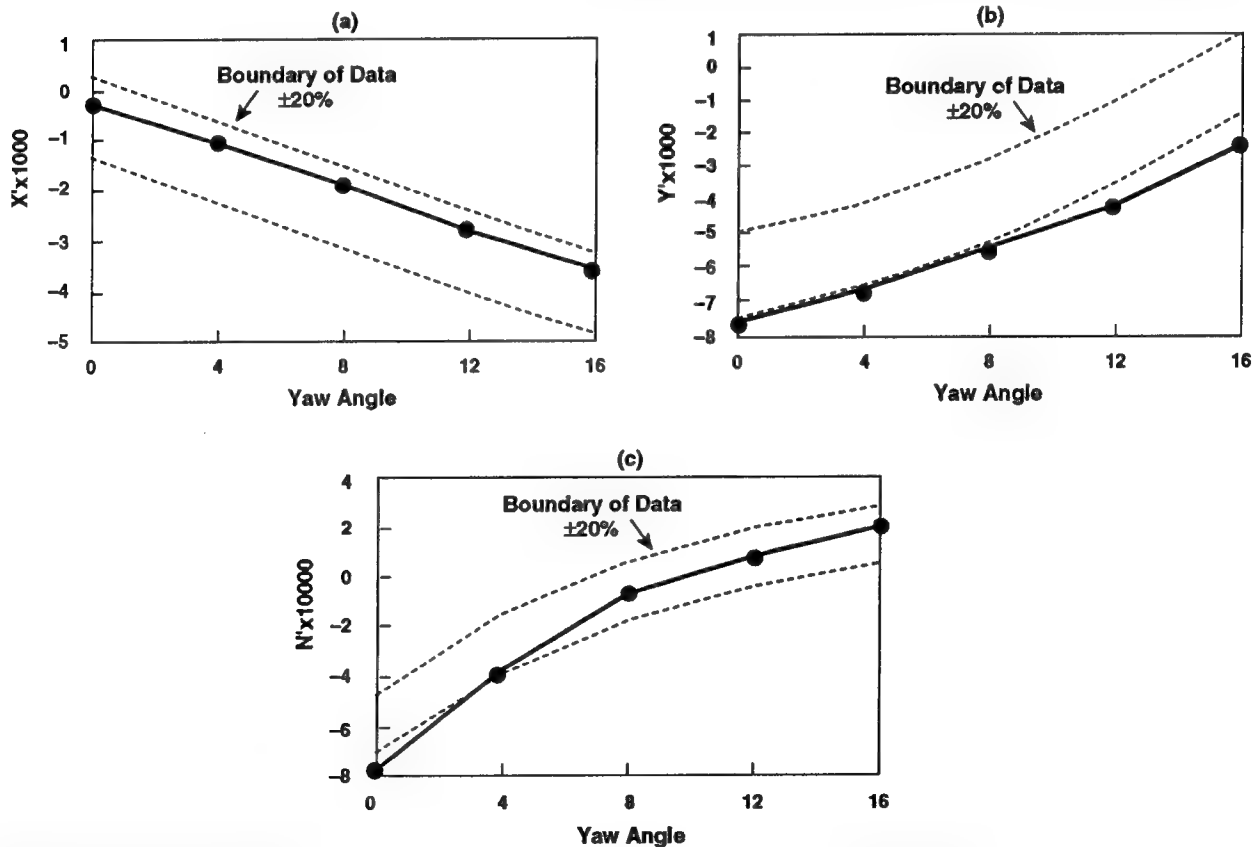 (a)
1
0
−1
−2
−3
−4
−5
X'x1000
Boundary of Data
±20%
0 4 8 12 16
Yaw Angle
(b)
1
0
−1
−2
−3
−4
−5
−6
−7
−8
Y'x1000
Boundary of Data
±20%
0 4 8 12 16
Yaw Angle
(c)
4
2
0
−2
−4
−6
−8
N'x10000
Boundary of Data
±20%
0 4 8 12 16
Yaw Angle